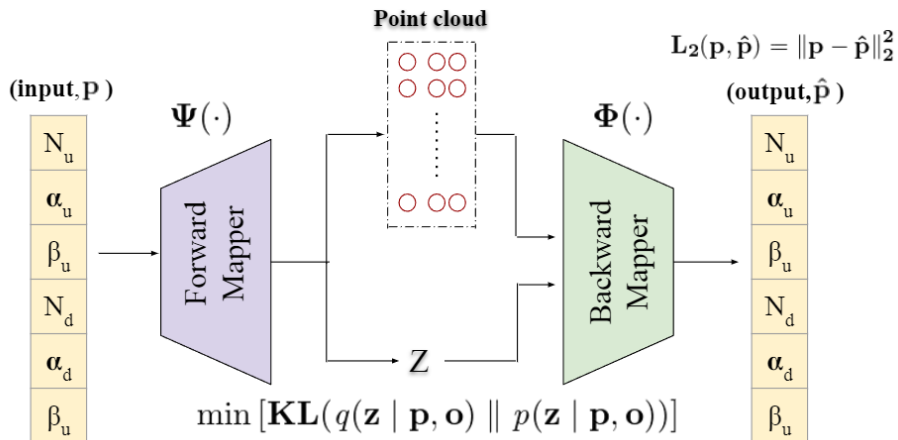 Point cloud
L₂(p, p̂) = ‖p − p̂‖₂²
(input, p )
(output, p̂ )
Ψ(·)
Φ(·)
N_u
α_u
β_u
N_d
α_d
β_u
Forward
Mapper
Z
Backward
Mapper
N_u
α_u
β_u
N_d
α_d
β_u
min [KL(q(z | p, o) ‖ p(z | p, o))]